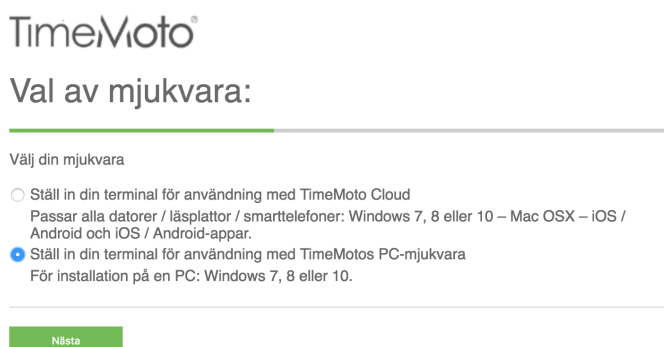 TimeMoto®
Val av mjukvara:
Välj din mjukvara
Ställ in din terminal för användning med TimeMoto Cloud
Passar alla datorer / läsplattor / smarttelefoner: Windows 7, 8 eller 10 – Mac OSX – iOS /
Android och iOS / Android-appar.
Ställ in din terminal för användning med TimeMotos PC-mjukvara
För installation på en PC: Windows 7, 8 eller 10.
Nästa